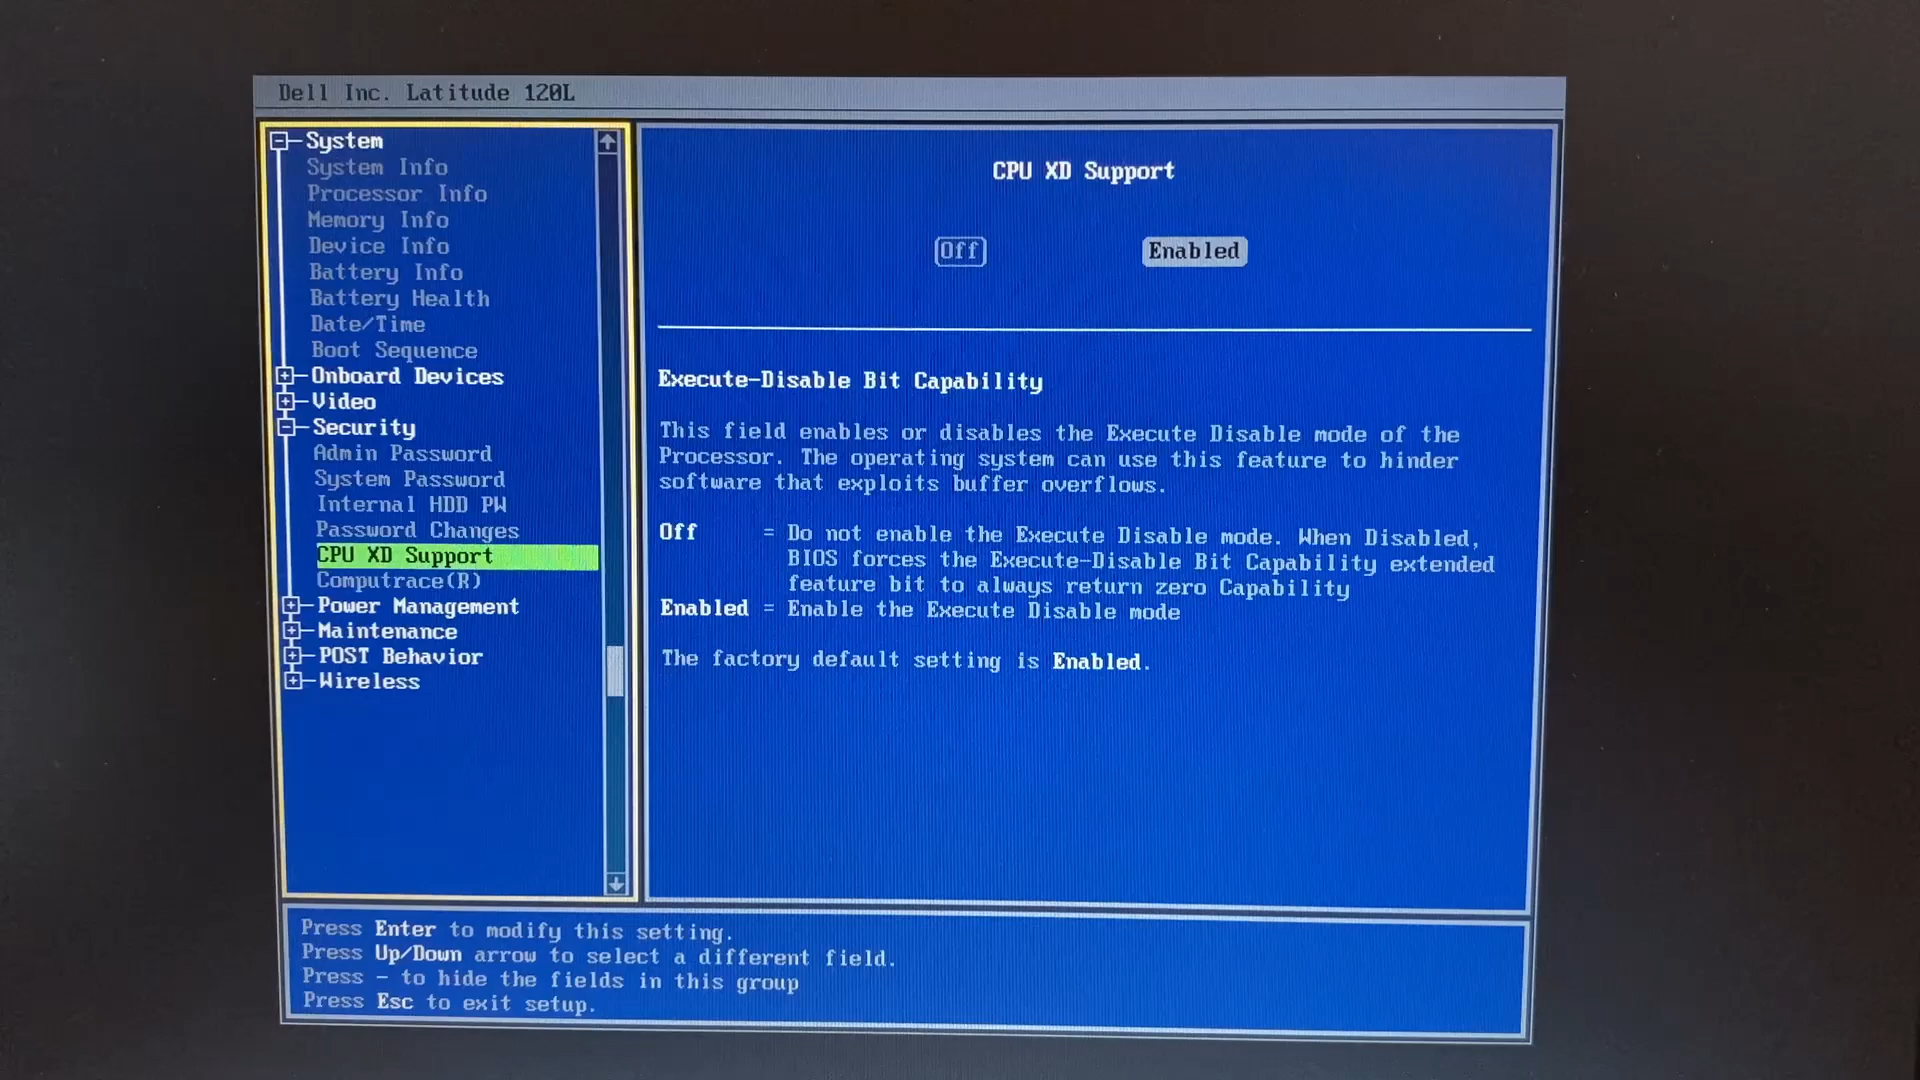 Dell Inc. Latitude 120L
System
System Info
Processor Info
Memory Info
Device Info
Battery Info
Battery Health
Date/Time
Boot Sequence
Onboard Devices
Video
Security
Admin Password
System Password
Internal HDD PW
Password Changes
CPU XD Support
Computrace(R)
Power Management
Maintenance
POST Behavior
Wireless
CPU XD Support
Off Enabled
Execute-Disable Bit Capability
This field enables or disables the Execute Disable mode of the
Processor. The operating system can use this feature to hinder
software that exploits buffer overflows.
Off = Do not enable the Execute Disable mode. When Disabled,
BIOS forces the Execute-Disable Bit Capability extended
feature bit to always return zero Capability
Enabled = Enable the Execute Disable mode
The factory default setting is Enabled.
Press Enter to modify this setting.
Press Up/Down arrow to select a different field.
Press - to hide the fields in this group
Press Esc to exit setup.